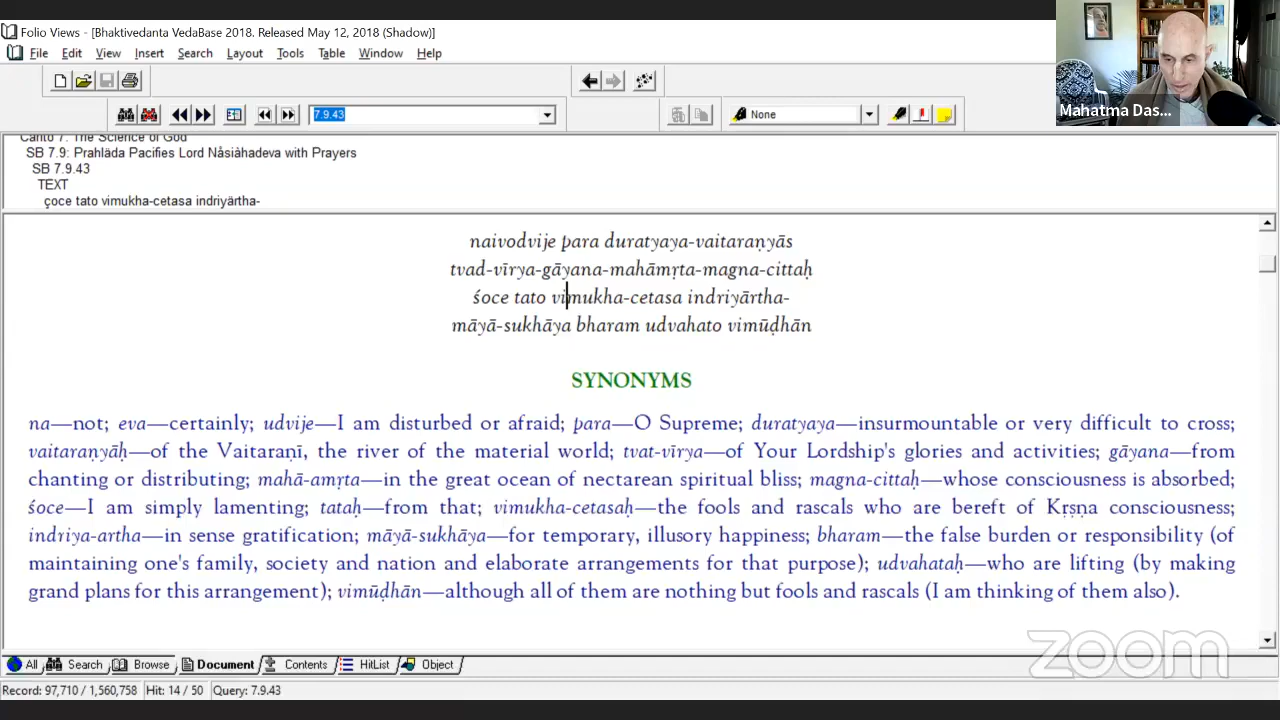 Folio Views - [Bhaktivedanta VedaBase 2018. Released May 12, 2018 (Shadow)]
File Edit View Insert Search Layout Tools Table Window Help
7.9.43
None
Mahatma Das...
Canto 7: The Science of God
SB 7.9: Prahläda Pacifies Lord Nåsiàhadeva with Prayers
SB 7.9.43
TEXT
çoce tato vimukha-cetasa indriyärtha-
naivodvije para duratyaya-vaitaraṇyās
tvad-vīrya-gāyana-mahāmṛta-magna-cittaḥ
śoce tato vimukha-cetasa indriyārtha-
māyā-sukhāya bharam udvahato vimūḍhān
SYNONYMS
na—not; eva—certainly; udvije—I am disturbed or afraid; para—O Supreme; duratyaya—insurmountable or very difficult to cross;
vaitaraṇyāḥ—of the Vaitaraṇī, the river of the material world; tvat-vīrya—of Your Lordship's glories and activities; gāyana—from
chanting or distributing; mahā-amṛta—in the great ocean of nectarean spiritual bliss; magna-cittaḥ—whose consciousness is absorbed;
śoce—I am simply lamenting; tataḥ—from that; vimukha-cetasaḥ—the fools and rascals who are bereft of Kṛṣṇa consciousness;
indriya-artha—in sense gratification; māyā-sukhāya—for temporary, illusory happiness; bharam—the false burden or responsibility (of
maintaining one's family, society and nation and elaborate arrangements for that purpose); udvahataḥ—who are lifting (by making
grand plans for this arrangement); vimūḍhān—although all of them are nothing but fools and rascals (I am thinking of them also).
zoom
All Search Browse Document Contents HitList Object
Record: 97,710 / 1,560,758 Hit: 14 / 50 Query: 7.9.43